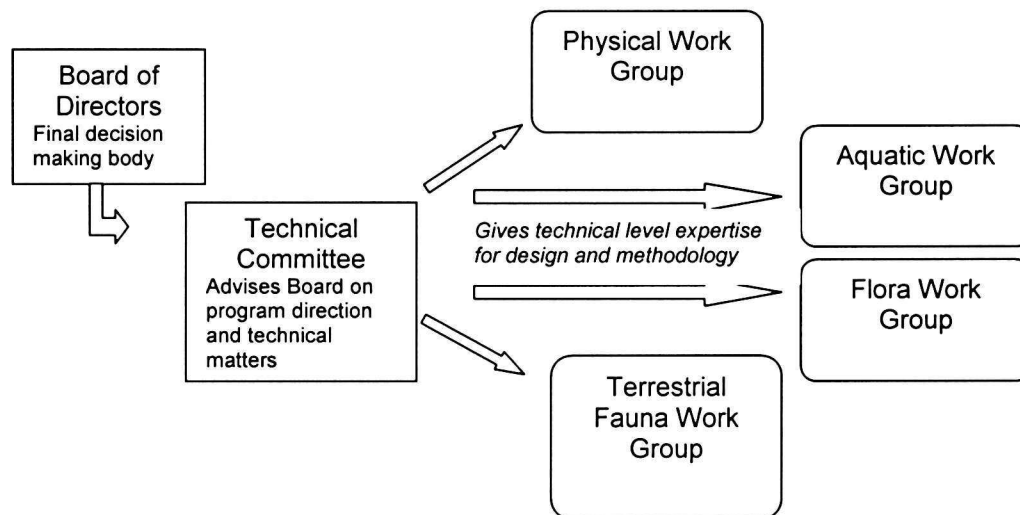 Board of
Directors
Final decision
making body
Technical
Committee
Advises Board on
program direction
and technical
matters
Physical Work
Group
Gives technical level expertise
for design and methodology
Aquatic Work
Group
Flora Work
Group
Terrestrial
Fauna Work
Group